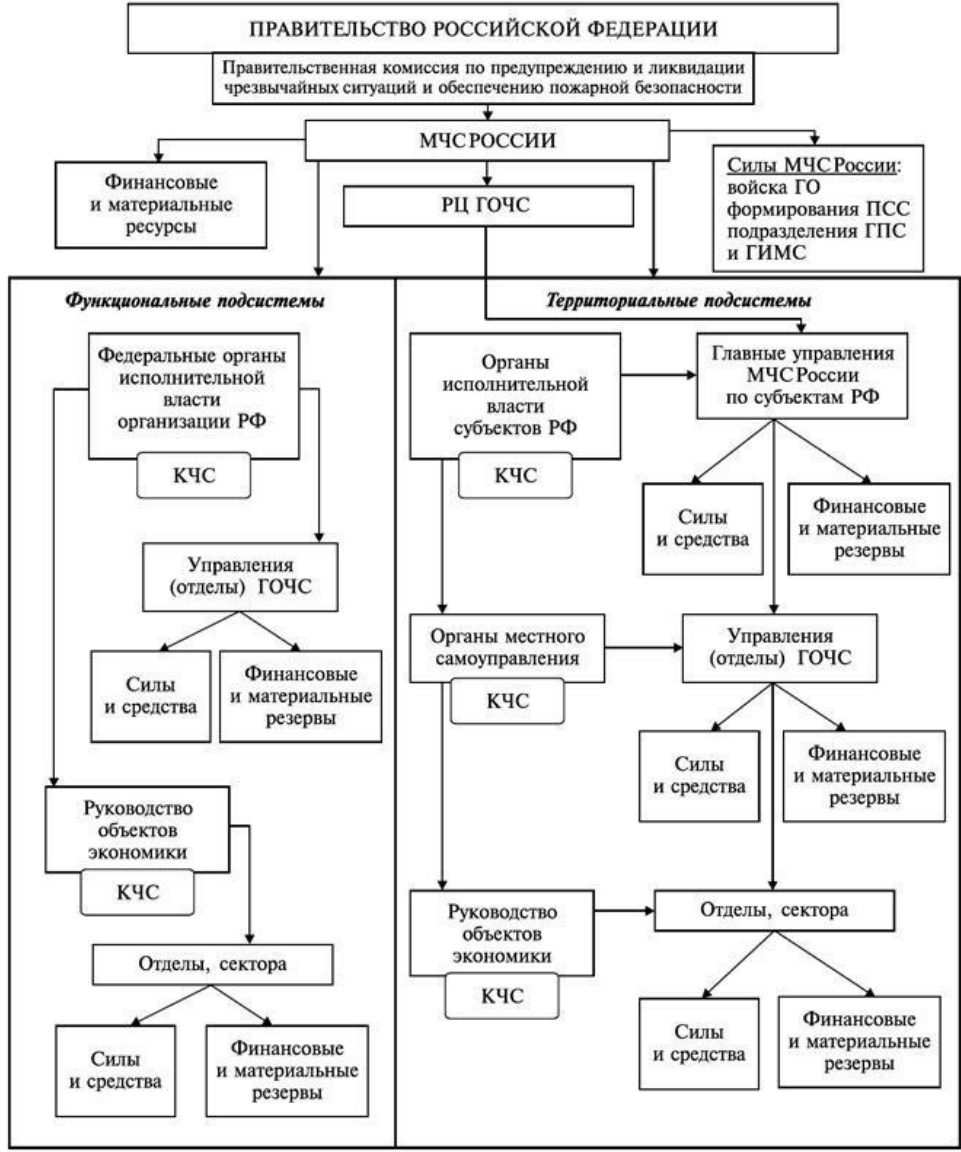 ПРАВИТЕЛЬСТВО РОССИЙСКОЙ ФЕДЕРАЦИИ
Правительственная комиссия по предупреждению и ликвидации
чрезвычайных ситуаций и обеспечению пожарной безопасности
МЧС РОССИИ
Финансовые
и материальные
ресурсы
РЦ ГОЧС
Силы МЧС России:
войска ГО
формирования ПСС
подразделения ГПС
и ГИМС
Функциональные подсистемы
Федеральные органы
исполнительной
власти
организации РФ
КЧС
Управления
(отделы) ГОЧС
Силы
и средства
Финансовые
и материальные
резервы
Руководство
объектов
экономики
КЧС
Отделы, сектора
Силы
и средства
Финансовые
и материальные
резервы
Территориальные подсистемы
Органы
исполнительной
власти
субъектов РФ
КЧС
Главные управления
МЧС России
по субъектам РФ
Силы
и средства
Финансовые
и материальные
резервы
Органы местного
самоуправления
КЧС
Управления
(отделы) ГОЧС
Силы
и средства
Финансовые
и материальные
резервы
Руководство
объектов
экономики
КЧС
Отделы, сектора
Силы
и средства
Финансовые
и материальные
резервы